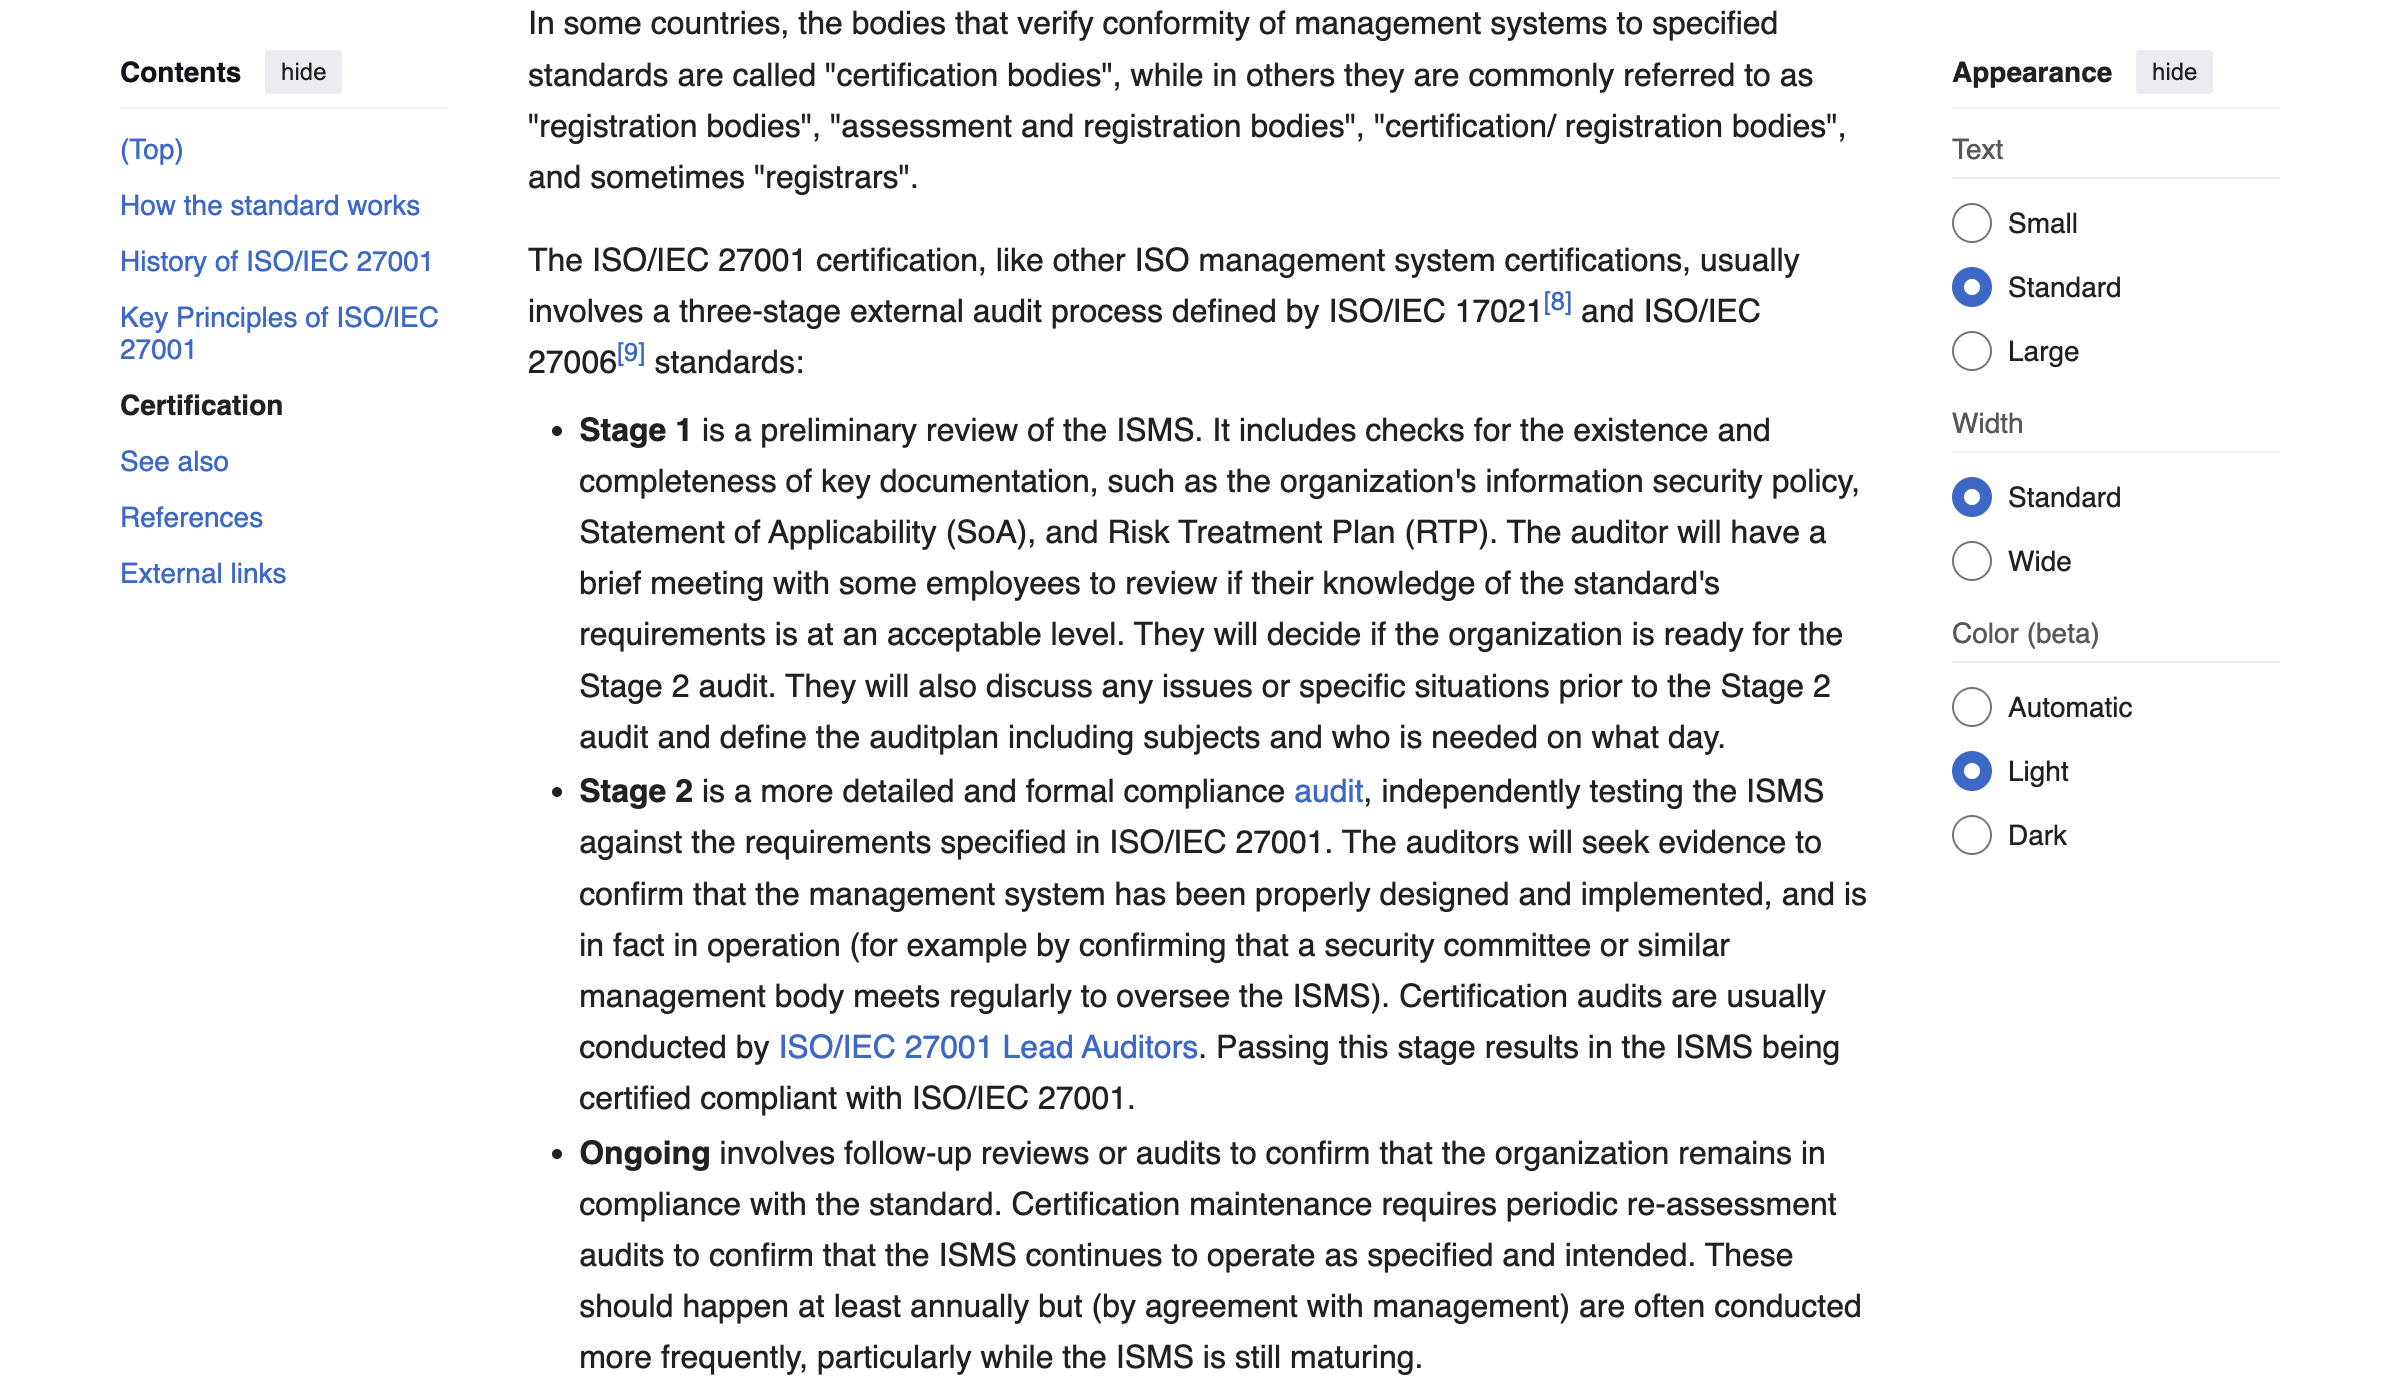 Contents hide
(Top)
How the standard works
History of ISO/IEC 27001
Key Principles of ISO/IEC
27001
Certification
See also
References
External links
In some countries, the bodies that verify conformity of management systems to specified
standards are called "certification bodies", while in others they are commonly referred to as
"registration bodies", "assessment and registration bodies", "certification/ registration bodies",
and sometimes "registrars".
The ISO/IEC 27001 certification, like other ISO management system certifications, usually
involves a three-stage external audit process defined by ISO/IEC 17021[8] and ISO/IEC
27006[9] standards:
• Stage 1 is a preliminary review of the ISMS. It includes checks for the existence and
completeness of key documentation, such as the organization's information security policy,
Statement of Applicability (SoA), and Risk Treatment Plan (RTP). The auditor will have a
brief meeting with some employees to review if their knowledge of the standard's
requirements is at an acceptable level. They will decide if the organization is ready for the
Stage 2 audit. They will also discuss any issues or specific situations prior to the Stage 2
audit and define the auditplan including subjects and who is needed on what day.
• Stage 2 is a more detailed and formal compliance audit, independently testing the ISMS
against the requirements specified in ISO/IEC 27001. The auditors will seek evidence to
confirm that the management system has been properly designed and implemented, and is
in fact in operation (for example by confirming that a security committee or similar
management body meets regularly to oversee the ISMS). Certification audits are usually
conducted by ISO/IEC 27001 Lead Auditors. Passing this stage results in the ISMS being
certified compliant with ISO/IEC 27001.
• Ongoing involves follow-up reviews or audits to confirm that the organization remains in
compliance with the standard. Certification maintenance requires periodic re-assessment
audits to confirm that the ISMS continues to operate as specified and intended. These
should happen at least annually but (by agreement with management) are often conducted
more frequently, particularly while the ISMS is still maturing.
Appearance hide
Text
Small
Standard
Large
Width
Standard
Wide
Color (beta)
Automatic
Light
Dark